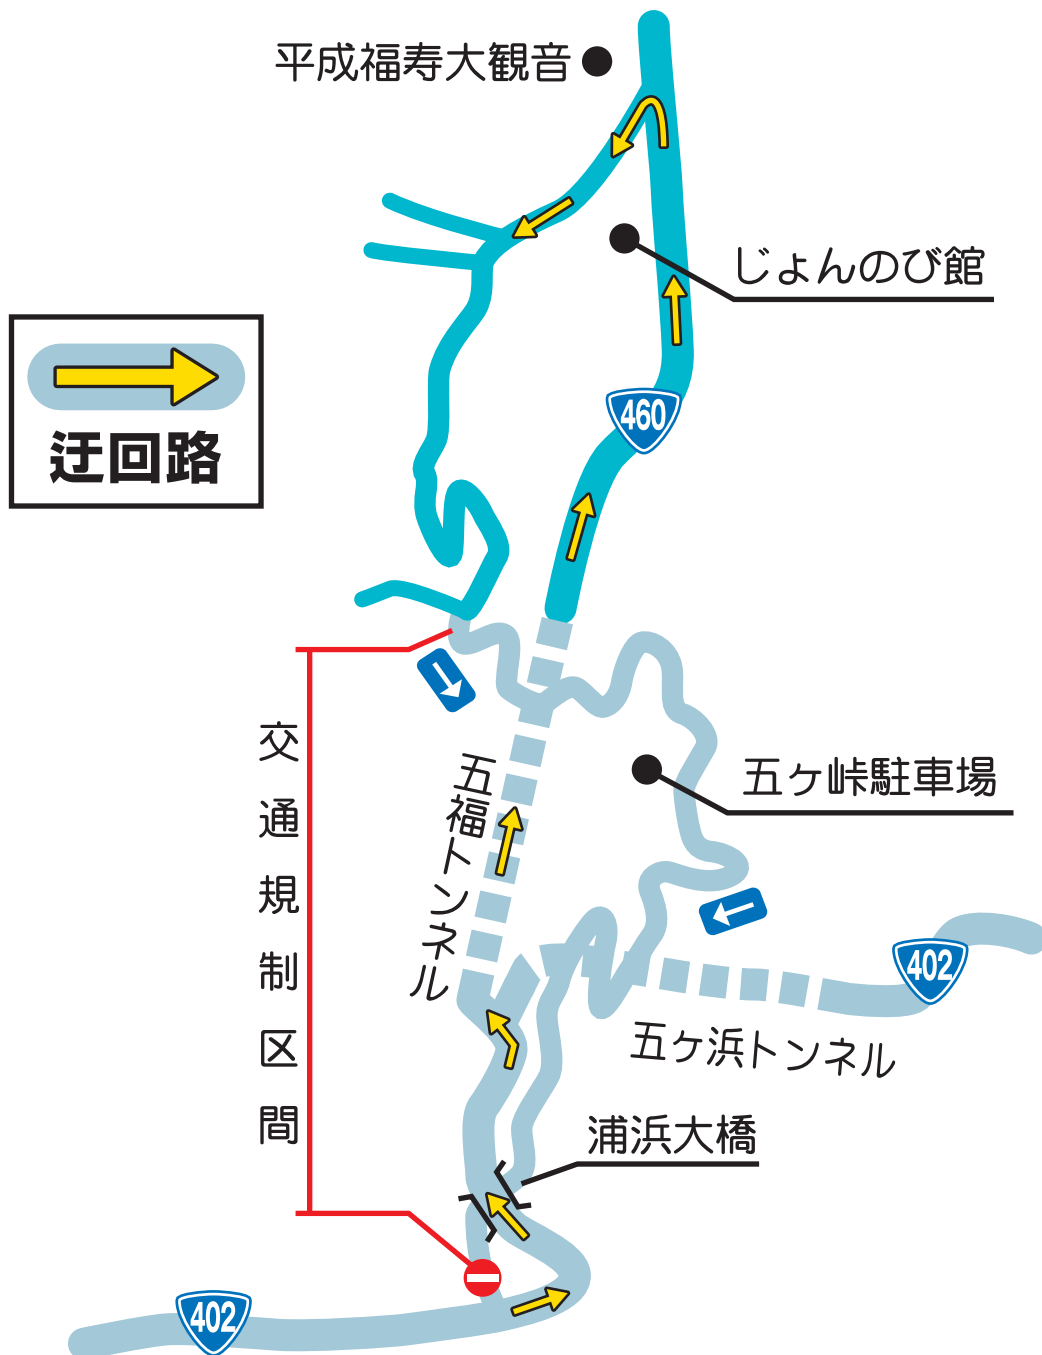 平成福寿大観音
じょんのび館
迂回路
460
交通規制区間
五福トンネル
五ヶ峠駐車場
402
五ヶ浜トンネル
浦浜大橋
402